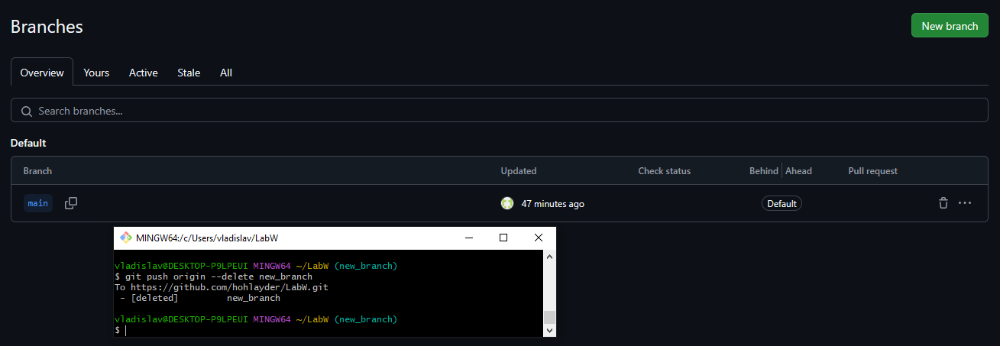 Branches
New branch
Overview Yours Active Stale All
Search branches...
Default
Branch Updated Check status Behind Ahead Pull request
main 47 minutes ago Default
MINGW64:/c/Users/vladislav/LabW
vladislav@DESKTOP-P9LPEUI MINGW64 ~/LabW (new_branch)
$ git push origin --delete new_branch
To https://github.com/hohlayder/LabW.git
 - [deleted]         new_branch
vladislav@DESKTOP-P9LPEUI MINGW64 ~/LabW (new_branch)
$